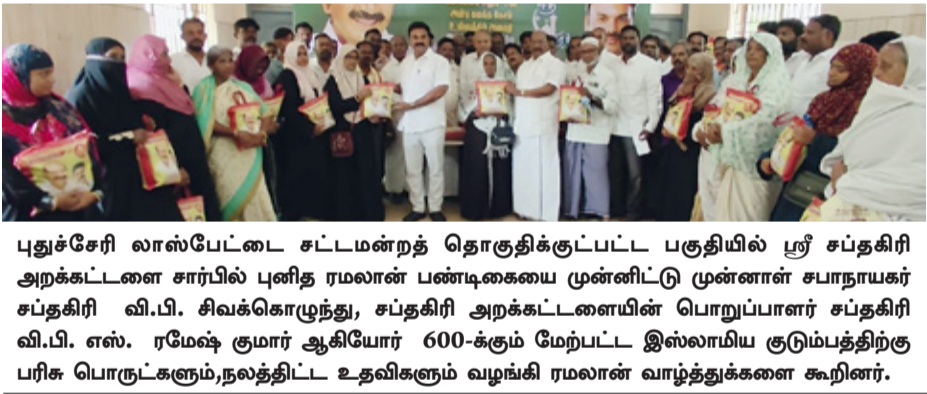 புதுச்சேரி லாஸ்பேட்டை சட்டமன்றத் தொகுதிக்குட்பட்ட பகுதியில் ஸ்ரீ சப்தகிரி
அறக்கட்டளை சார்பில் புனித ரமலான் பண்டிகையை முன்னிட்டு முன்னாள் சபாநாயகர்
சப்தகிரி வி.பி. சிவக்கொழுந்து, சப்தகிரி அறக்கட்டளையின் பொறுப்பாளர் சப்தகிரி
வி.பி. எஸ். ரமேஷ் குமார் ஆகியோர் 600-க்கும் மேற்பட்ட இஸ்லாமிய குடும்பத்திற்கு
பரிசு பொருட்களும்,நலத்திட்ட உதவிகளும் வழங்கி ரமலான் வாழ்த்துக்களை கூறினர்.